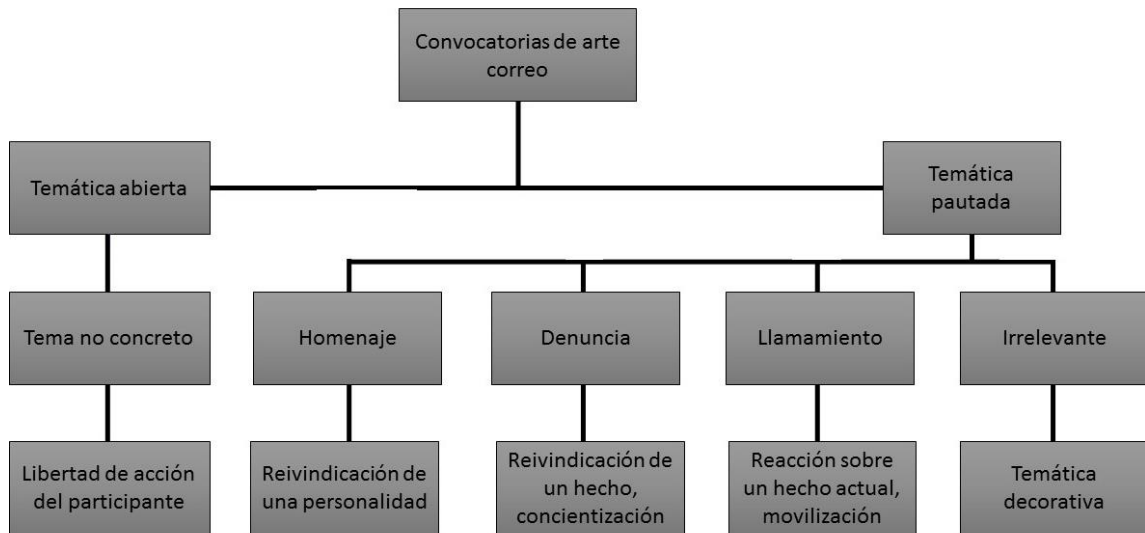 Convocatorias de arte
correo
Temática abierta
Temática
pautada
Tema no concreto
Homenaje
Denuncia
Llamamiento
Irrelevante
Libertad de acción
del participante
Reivindicación de
una personalidad
Reivindicación de
un hecho,
concientización
Reacción sobre
un hecho actual,
movilización
Temática
decorativa